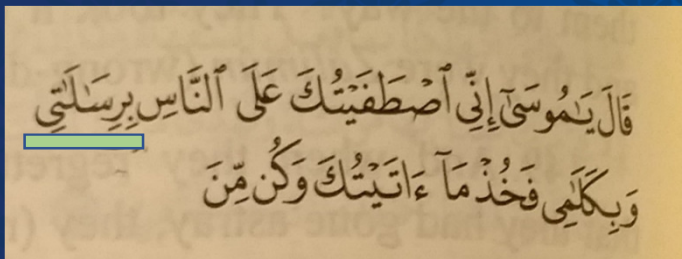 قَالَ يَـٰمُوسَىٰٓ إِنِّى ٱصْطَفَيْتُكَ عَلَى ٱلنَّاسِ بِرِسَـٰلَـٰتِى
وَبِكَلَـٰمِى فَخُذْ مَآ ءَاتَيْتُكَ وَكُن مِّنَ